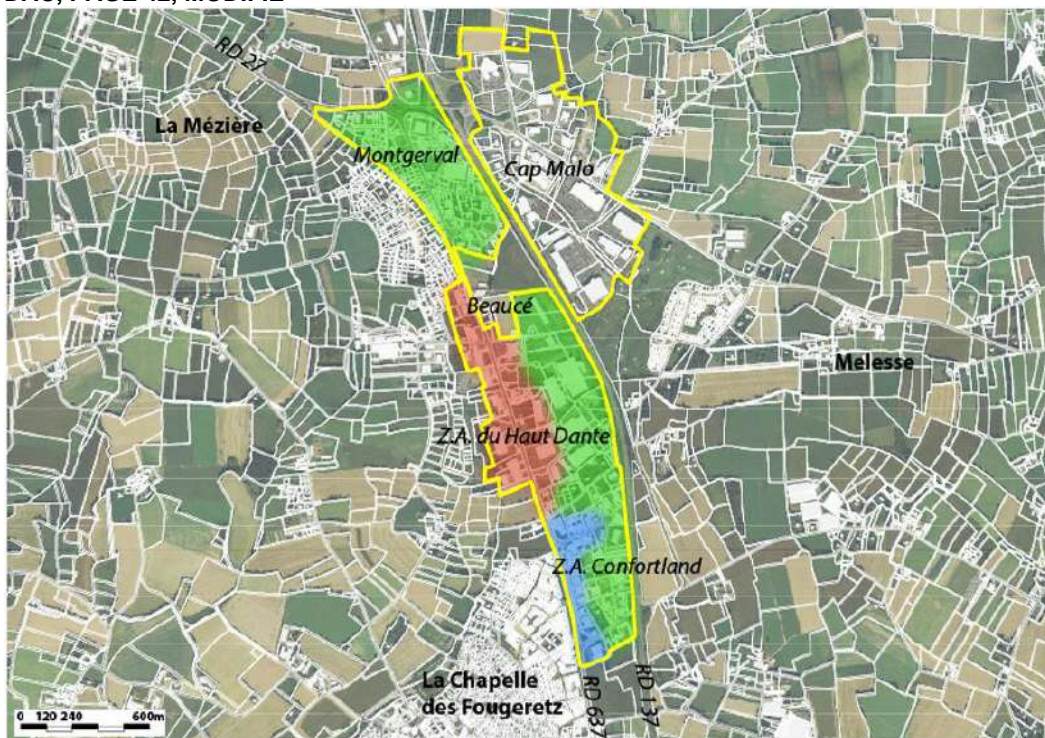 RD 27
La Mézière
Montgerval
Cap Malo
Beaucé
Melesse
Z.A. du Haut Dante
Z.A. Confortland
La Chapelle
des Fougeretz
RD 637
RD 1137
0 120 240 600m